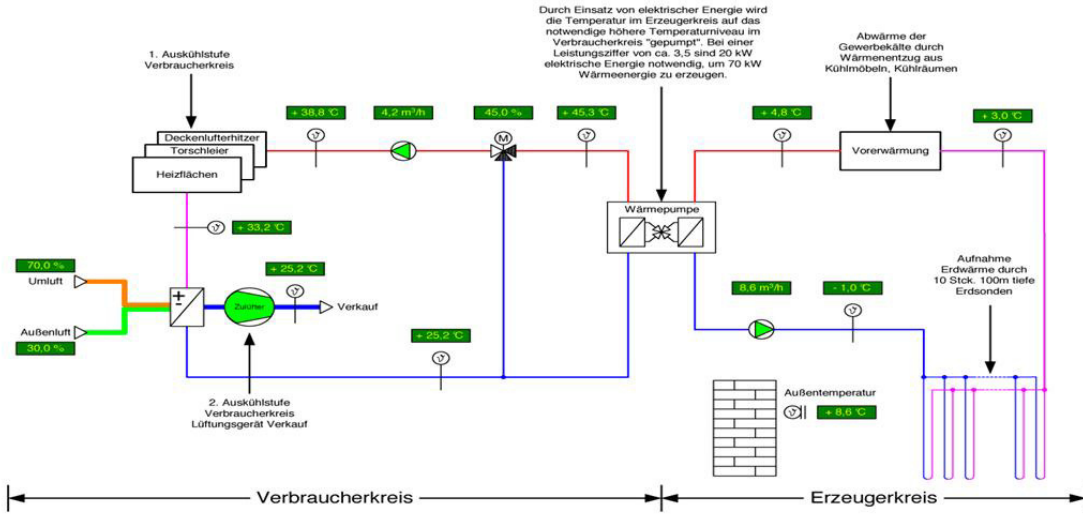 Durch Einsatz von elektrischer Energie wird
die Temperatur im Erzeugerkreis auf das
notwendige höhere Temperaturniveau im
Verbraucherkreis "gepumpt". Bei einer
Leistungsziffer von ca. 3,5 sind 20 kW
elektrische Energie notwendig, um 70 kW
Wärmeenergie zu erzeugen.
Abwärme der
Gewerbekälte durch
Wärmenentzug aus
Kühlmöbeln, Kühlräumen
1. Auskühlstufe
Verbraucherkreis
+ 38,8 °C
4,2 m³/h
45,0 %
+ 45,3 °C
+ 4,8 °C
+ 3,0 °C
M
Deckenlufterhitzer
Torschleier
Heizflächen
Vorerwärmung
Wärmepumpe
+ 33,2 °C
70,0 %
Umluft
+ 25,2 °C
Zulüfter
Verkauf
Außenluft
30,0 %
+ 25,2 °C
8,6 m³/h
- 1,0 °C
Aufnahme
Erdwärme durch
10 Stck. 100m tiefe
Erdsonden
2. Auskühlstufe
Verbraucherkreis
Lüftungsgerät Verkauf
Außentemperatur
+ 8,6 °C
Verbraucherkreis
Erzeugerkreis